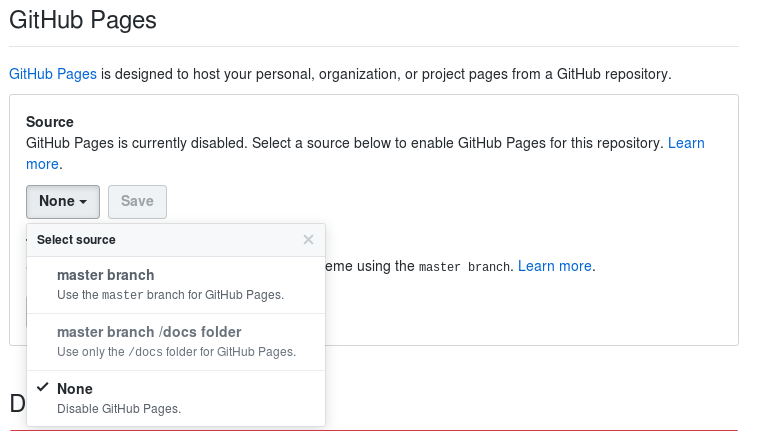 GitHub Pages
GitHub Pages is designed to host your personal, organization, or project pages from a GitHub repository.
Source
GitHub Pages is currently disabled. Select a source below to enable GitHub Pages for this repository. Learn
more.
None Save
Select source
eme using the master branch. Learn more.
master branch
Use the master branch for GitHub Pages.
master branch /docs folder
Use only the /docs folder for GitHub Pages.
None
D
Disable GitHub Pages.